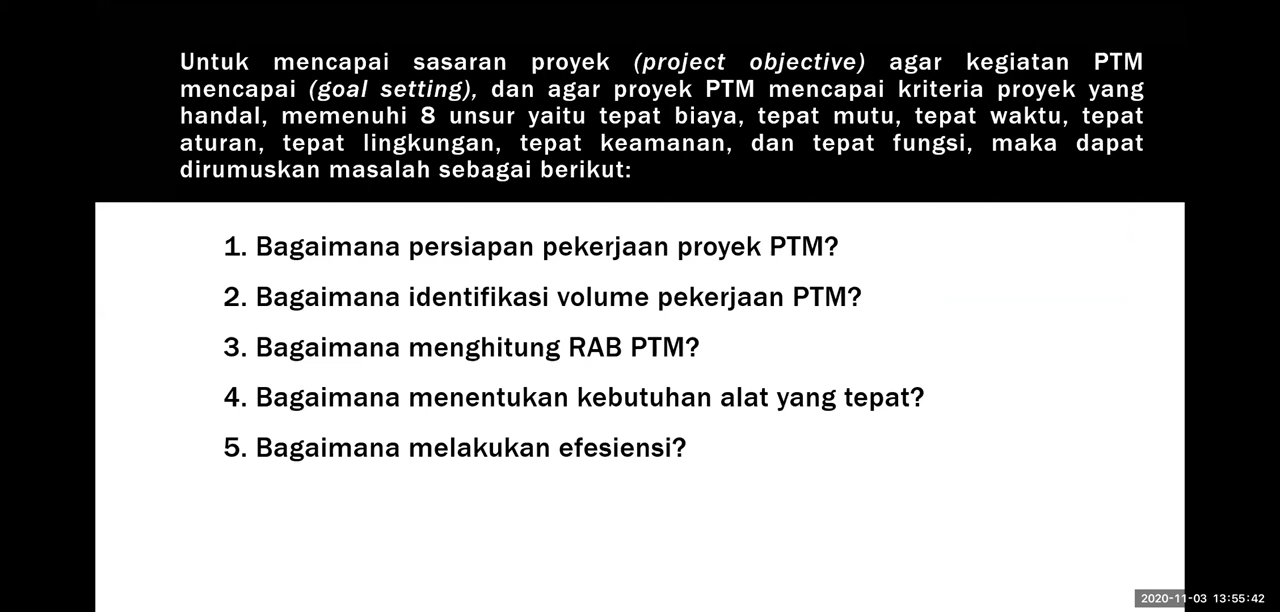 Untuk mencapai sasaran proyek (project objective) agar kegiatan PTM
mencapai (goal setting), dan agar proyek PTM mencapai kriteria proyek yang
handal, memenuhi 8 unsur yaitu tepat biaya, tepat mutu, tepat waktu, tepat
aturan, tepat lingkungan, tepat keamanan, dan tepat fungsi, maka dapat
dirumuskan masalah sebagai berikut:
1. Bagaimana persiapan pekerjaan proyek PTM?
2. Bagaimana identifikasi volume pekerjaan PTM?
3. Bagaimana menghitung RAB PTM?
4. Bagaimana menentukan kebutuhan alat yang tepat?
5. Bagaimana melakukan efesiensi?
2020-11-03 13:55:42